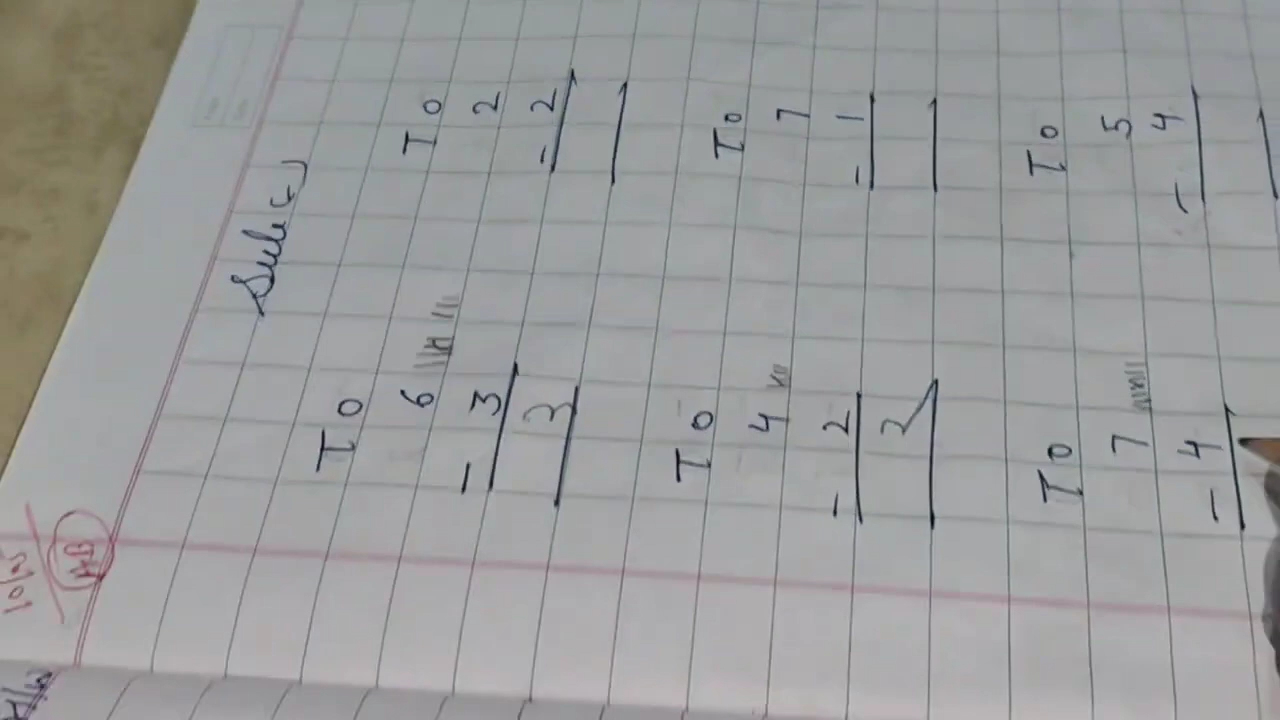 H/W
Sub (-)
T O T O
6 2
- 3 - 2
3
T O T O
4 7
- 2 - 1
2
T O T O
7 5
- 4 - 4